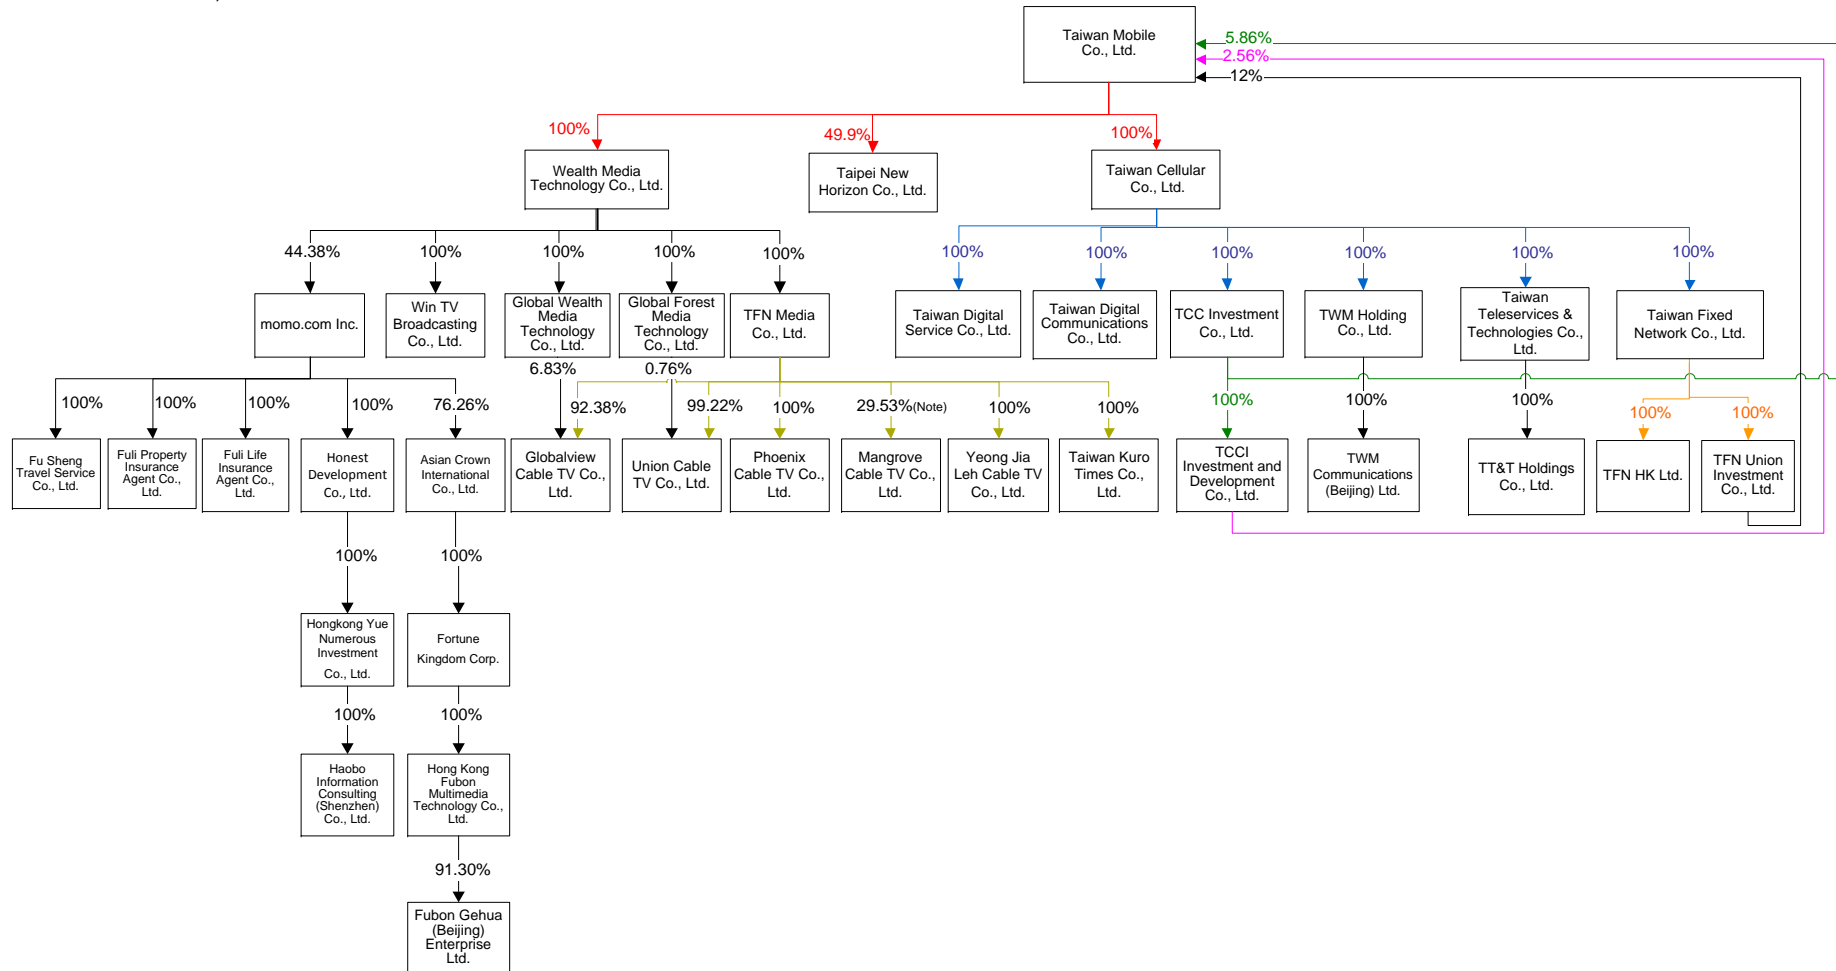 Taiwan Mobile
Co., Ltd.
5.86%
2.56%
12%
100%
49.9%
100%
Wealth Media
Technology Co., Ltd.
Taipei New
Horizon Co., Ltd.
Taiwan Cellular
Co., Ltd.
44.38%
100%
100%
100%
100%
100%
100%
100%
100%
100%
100%
momo.com Inc.
Win TV
Broadcasting
Co., Ltd.
Global Wealth
Media
Technology
Co., Ltd.
Global Forest
Media
Technology
Co., Ltd.
TFN Media
Co., Ltd.
Taiwan Digital
Service Co., Ltd.
Taiwan Digital
Communications
Co., Ltd.
TCC Investment
Co., Ltd.
TWM Holding
Co., Ltd.
Taiwan
Teleservices &
Technologies Co.,
Ltd.
Taiwan Fixed
Network Co., Ltd.
6.83%
0.76%
100%
100%
100%
100%
76.26%
92.38%
99.22%
100%
29.53%(Note)
100%
100%
100%
100%
100%
100%
100%
Fu Sheng
Travel Service
Co., Ltd.
Fuli Property
Insurance
Agent Co.,
Ltd.
Fuli Life
Insurance
Agent Co.,
Ltd.
Honest
Development
Co., Ltd.
Asian Crown
International
Co., Ltd.
Globalview
Cable TV Co.,
Ltd.
Union Cable
TV Co., Ltd.
Phoenix
Cable TV Co.,
Ltd.
Mangrove
Cable TV Co.,
Ltd.
Yeong Jia
Leh Cable TV
Co., Ltd.
Taiwan Kuro
Times Co.,
Ltd.
TCCI
Investment and
Development
Co., Ltd.
TWM
Communications
(Beijing) Ltd.
TT&T Holdings
Co., Ltd.
TFN HK Ltd.
TFN Union
Investment
Co., Ltd.
100%
100%
Hongkong Yue
Numerous
Investment
Co., Ltd.
Fortune
Kingdom Corp.
100%
100%
Haobo
Information
Consulting
(Shenzhen)
Co., Ltd.
Hong Kong
Fubon
Multimedia
Technology Co.,
Ltd.
91.30%
Fubon Gehua
(Beijing)
Enterprise
Ltd.